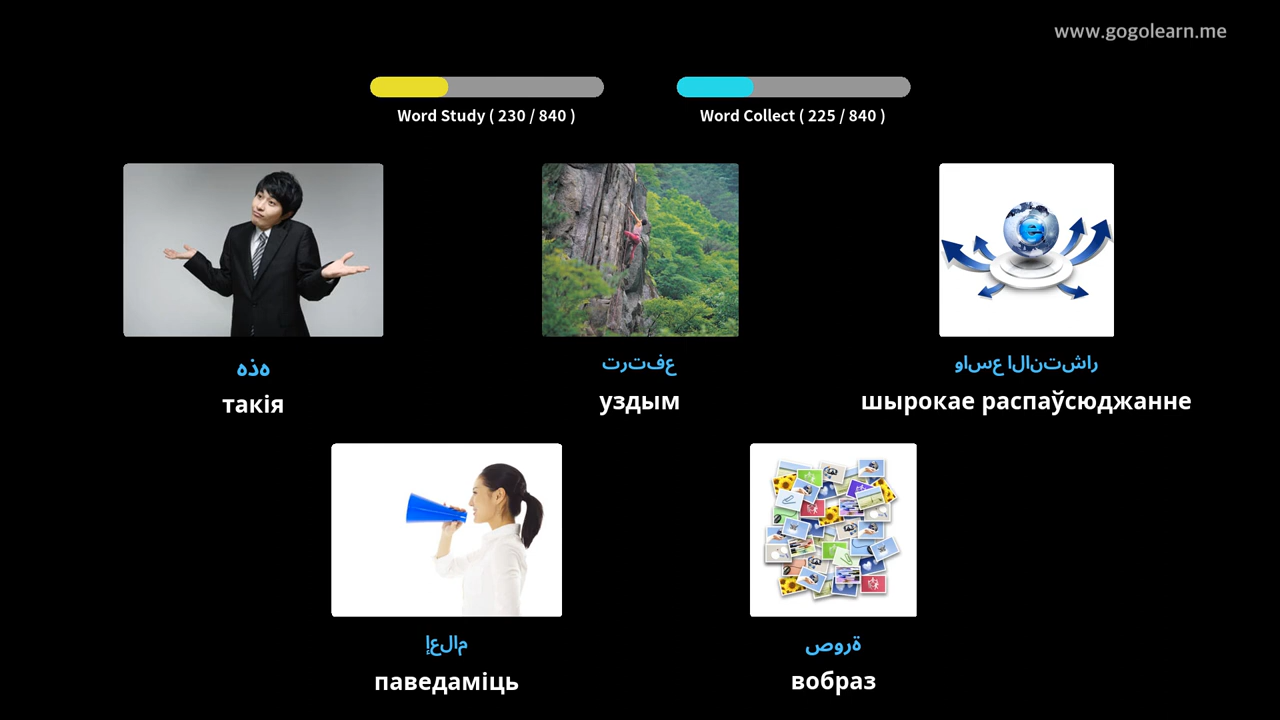 www.gogolearn.me
Word Study ( 230 / 840 )
Word Collect ( 225 / 840 )
هذه
такія
ترتفع
уздым
واسع الانتشار
шырокае распаўсюджанне
إعلام
паведаміць
صورة
вобраз